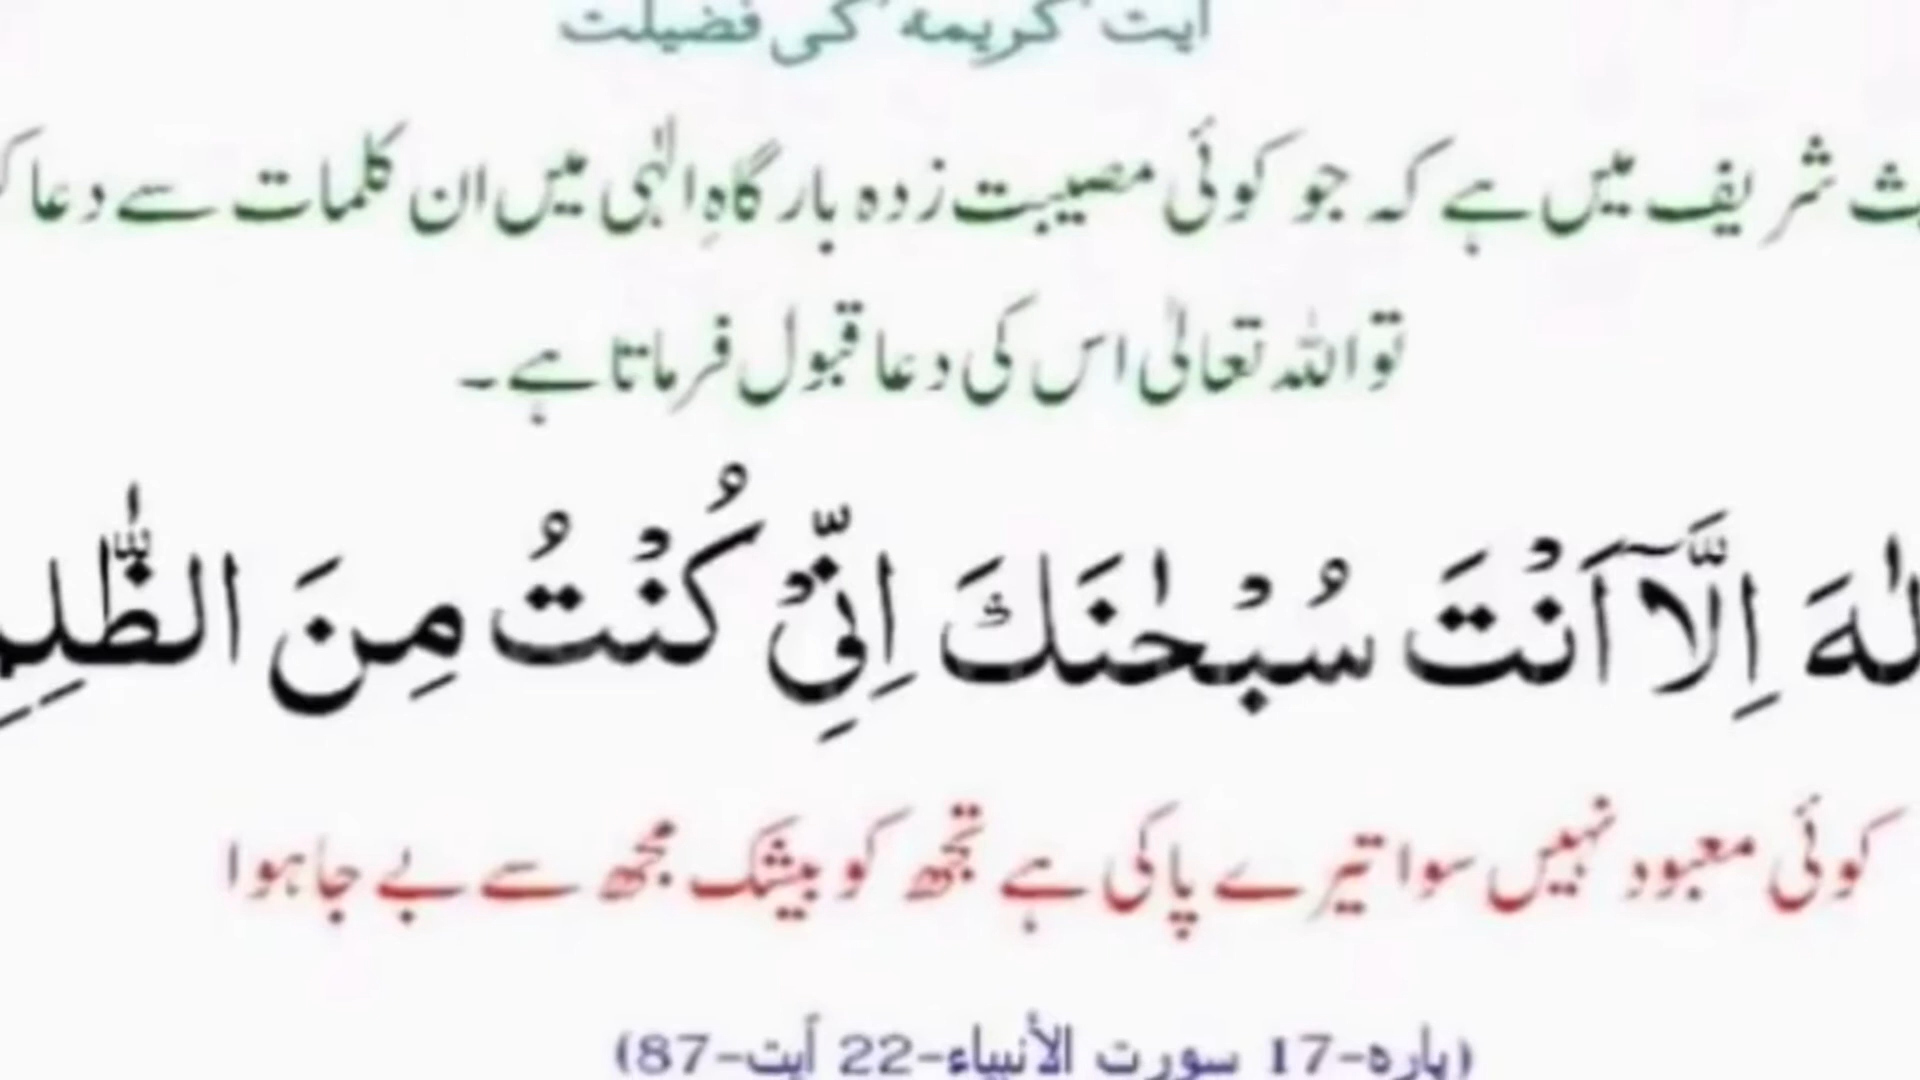 آیت کریمہ کی فضیلت
شریف میں ہے کہ جو کوئی مصیبت زدہ بارگاہِ الٰہی میں ان کلمات سے دعا
تو اللہ تعالٰی اس کی دعا قبول فرماتا ہے۔
اِلَّاۤ اَنْتَ سُبْحٰنَكَ اِنِّیْ كُنْتُ مِنَ
کوئی معبود نہیں سوا تیرے پاکی ہے تجھ کو بیشک مجھ سے بے جا ہوا
(پارہ-17 سورت الأنبیاء-22 آیت-87)